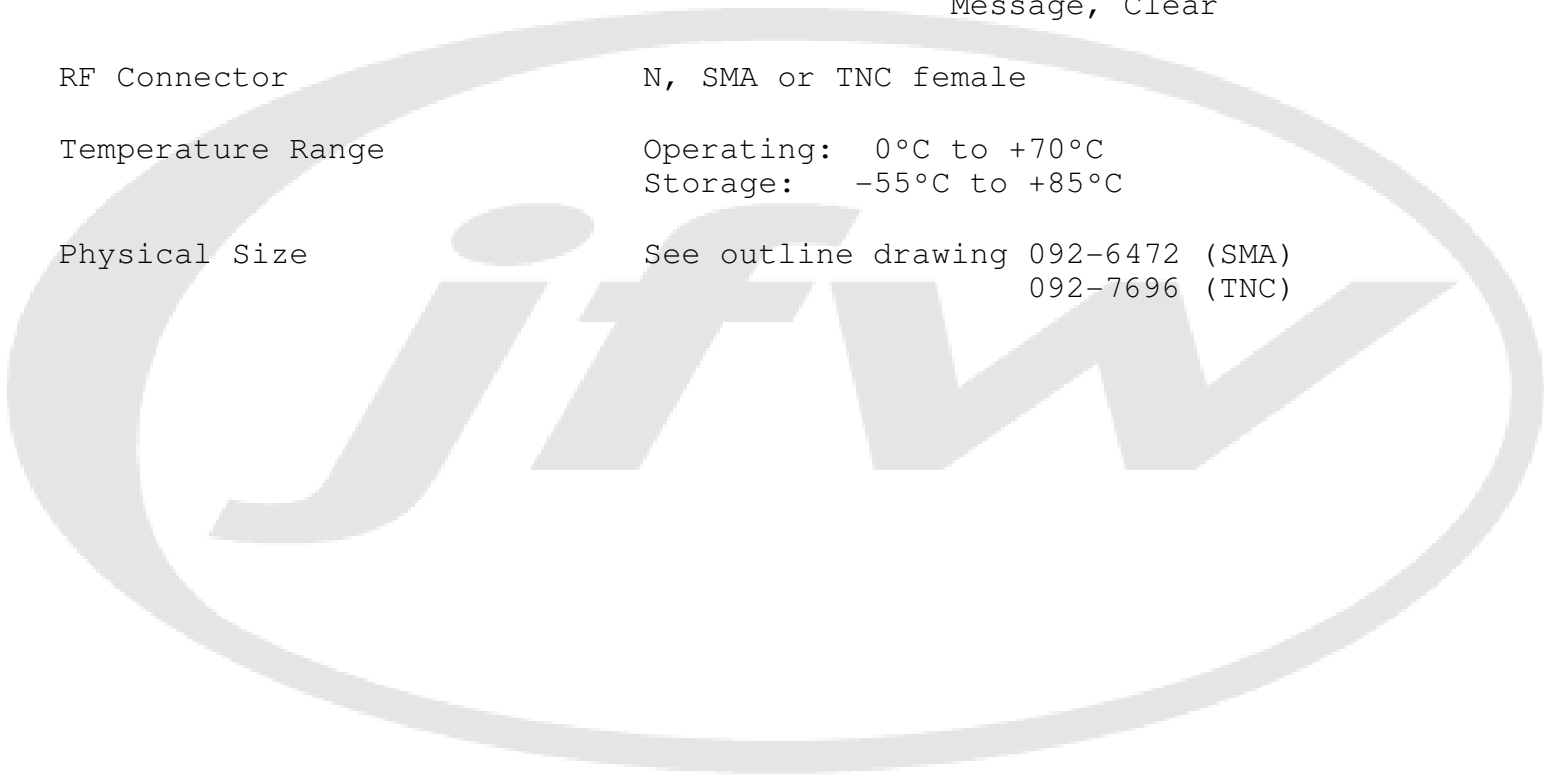 Message, Clear
RF Connector N, SMA or TNC female
Temperature Range Operating: 0°C to +70°C
Storage: -55°C to +85°C
Physical Size See outline drawing 092-6472 (SMA)
092-7696 (TNC)
jfw